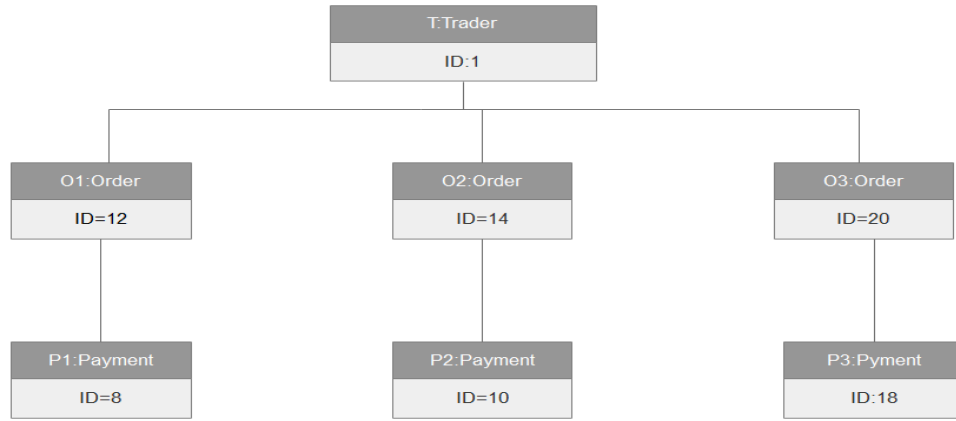 T:Trader
ID:1
O1:Order
ID=12
O2:Order
ID=14
O3:Order
ID=20
P1:Payment
ID=8
P2:Payment
ID=10
P3:Pyment
ID:18